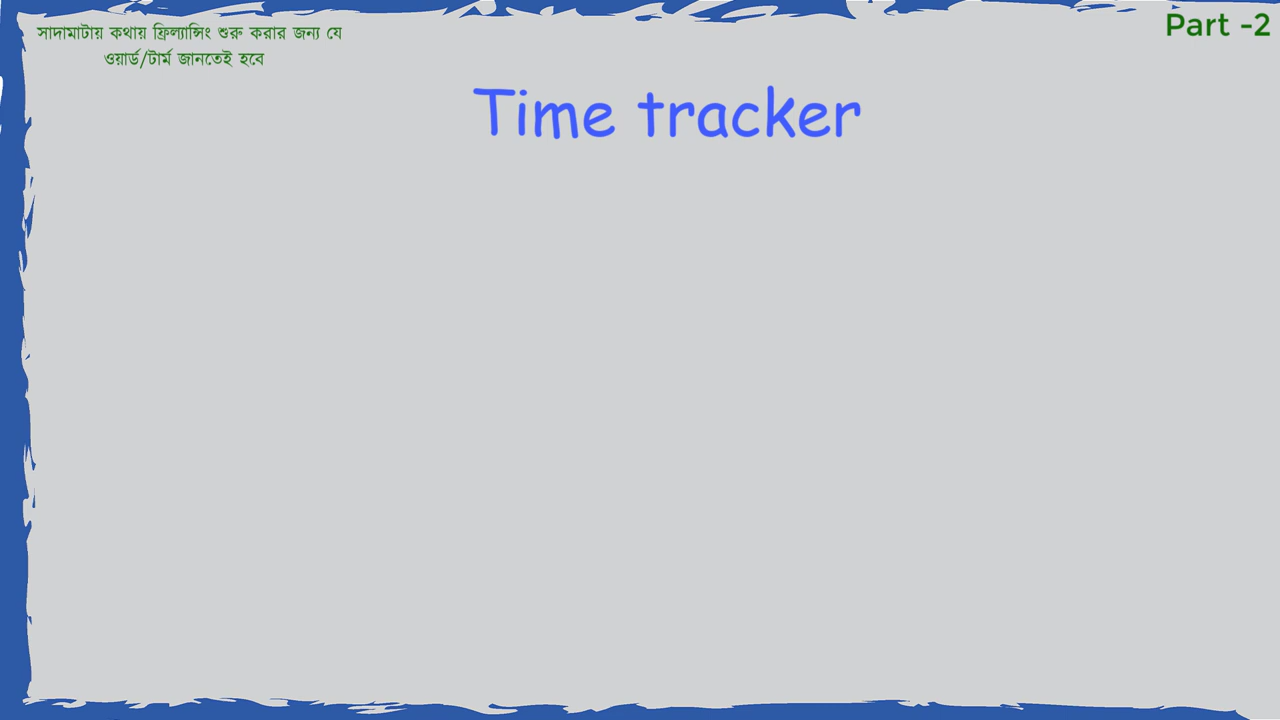 সাদামাটায় কথায় ফ্রিল্যান্সিং শুরু করার জন্য যে
ওয়ার্ড/টার্ম জানতেই হবে
Part -2
Time tracker